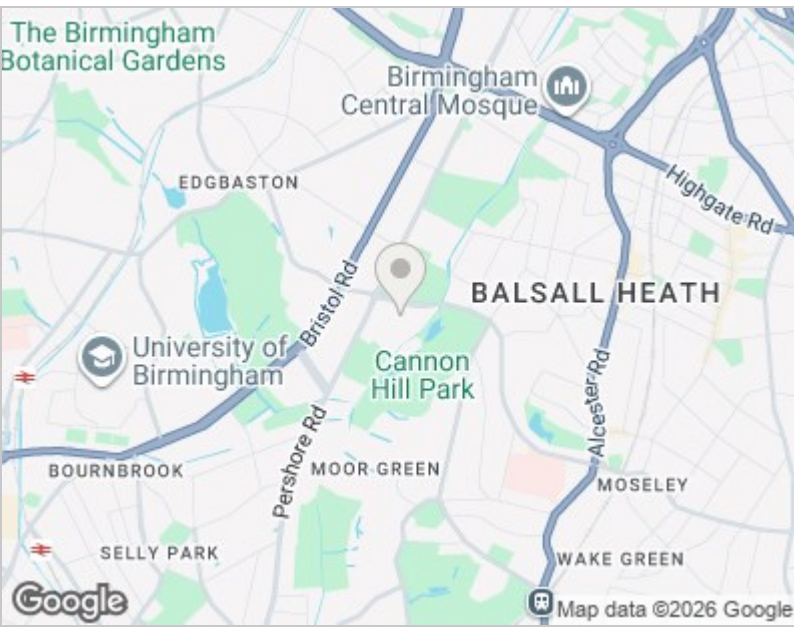 The Birmingham
Botanical Gardens
Birmingham
Central Mosque
EDGBASTON
Highgate Rd
Bristol Rd
BALSALL HEATH
University of
Birmingham
Cannon
Hill Park
Alcester Rd
Pershore Rd
BOURNBROOK
MOOR GREEN
MOSELEY
SELLY PARK
WAKE GREEN
Google
Map data ©2026 Google